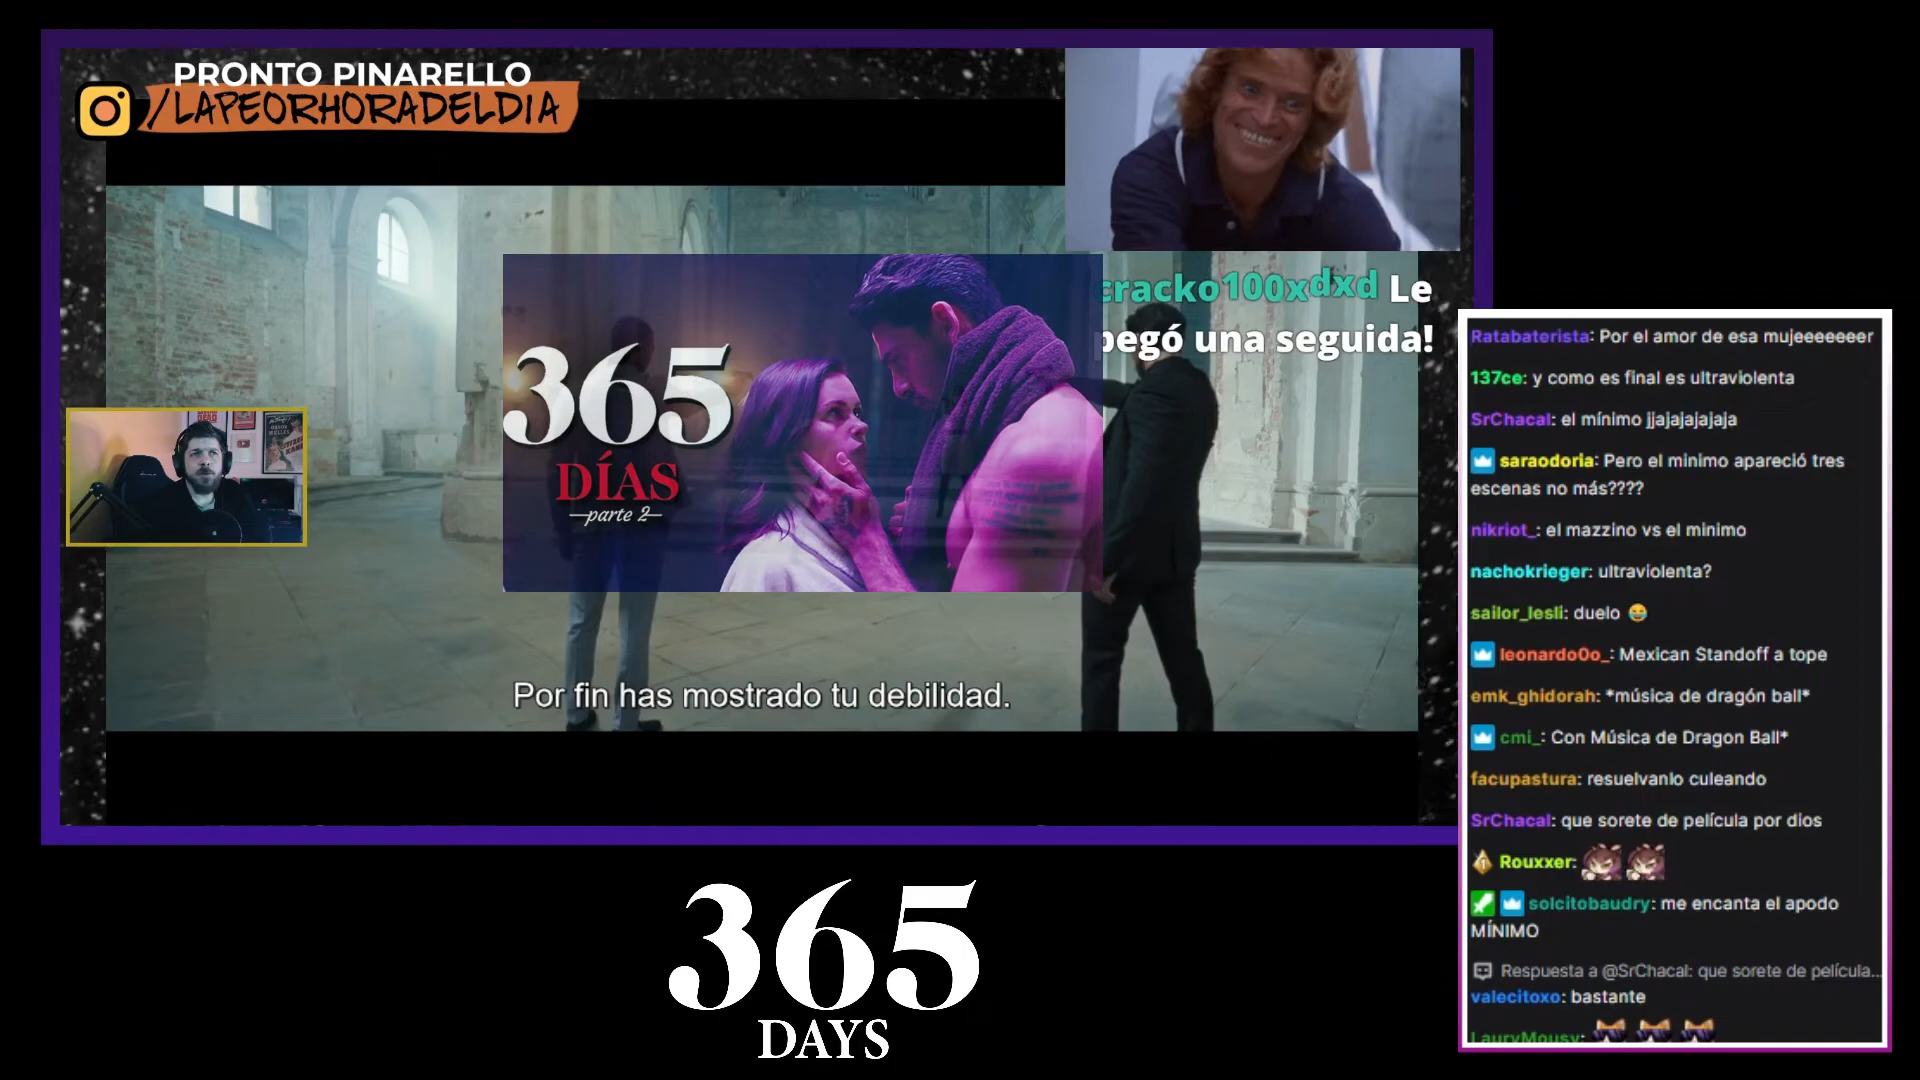 PRONTO PINARELLO
/LAPEORHORADELDIA
cracko100xdxd Le
pegó una seguida!
365
DÍAS
parte 2
Por fin has mostrado tu debilidad.
365
DAYS
Ratabaterista: Por el amor de esa mujeeeeeeer
137ce: y como es final es ultraviolenta
SrChacal: el mínimo jjajajajajaja
saraodoria: Pero el minimo apareció tres
escenas no más????
nikriot_: el mazzino vs el minimo
nachokrieger: ultraviolenta?
sailor_lesli: duelo 😂
leonardo0o_: Mexican Standoff a tope
emk_ghidorah: *música de dragón ball*
cmi_: Con Música de Dragon Ball*
facupastura: resuelvanlo culeando
SrChacal: que sorete de película por dios
Rouxxer:
solcitobaudry: me encanta el apodo
MÍNIMO
Respuesta a @SrChacal: que sorete de película...
valecitoxo: bastante
LauryMousy: